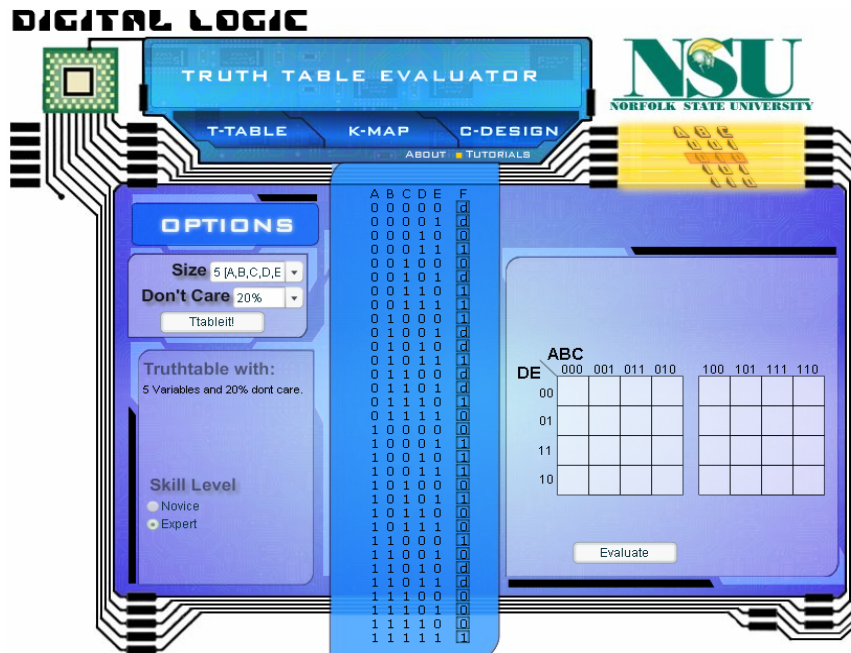 DIGITAL LOGIC
TRUTH TABLE EVALUATOR
NSU
NORFOLK STATE UNIVERSITY
T-TABLE K-MAP C-DESIGN
ABOUT TUTORIALS
A B E
0 0 1
0 1 0
1 0 0
OPTIONS
Size 5 [A,B,C,D,E
Don't Care 20%
Ttableit!
Truthtable with:
5 Variables and 20% dont care.
Skill Level
Novice
Expert
A B C D E F
0 0 0 0 0 d
0 0 0 0 1 d
0 0 0 1 0 0
0 0 0 1 1 1
0 0 1 0 0 0
0 0 1 0 1 d
0 0 1 1 0 1
0 0 1 1 1 1
0 1 0 0 0 1
0 1 0 0 1 d
0 1 0 1 0 d
0 1 0 1 1 1
0 1 1 0 0 d
0 1 1 0 1 d
0 1 1 1 0 1
0 1 1 1 1 0
1 0 0 0 0 0
1 0 0 0 1 1
1 0 0 1 0 0
1 0 0 1 1 1
1 0 1 0 0 0
1 0 1 0 1 1
1 0 1 1 0 0
1 0 1 1 1 0
1 1 0 0 0 1
1 1 0 0 1 0
1 1 0 1 0 d
1 1 0 1 1 d
1 1 1 0 0 0
1 1 1 0 1 1
1 1 1 1 0 0
1 1 1 1 1 1
ABC
DE 000 001 011 010 100 101 111 110
00
01
11
10
Evaluate